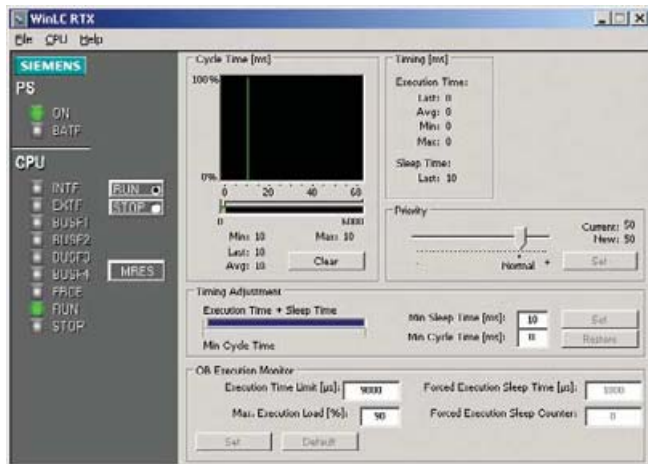 WinLC RTX
File CPU Help
SIEMENS
PS
ON
BATF
CPU
INTF
EXTF
BUSF1
BUSF2
BUSF3
BUSF4
FRCE
RUN
STOP
RUN
STOP
MRES
Cycle Time [ms]
100%
0%
0 20 40 60
0 6000
Min: 10 Max: 10
Last: 10
Avg: 10
Clear
Timing [ms]
Execution Time:
Last: 0
Avg: 0
Min: 0
Max: 0
Sleep Time:
Last: 10
Priority
Current: 50
New: 50
- Normal +
Set
Timing Adjustment
Execution Time + Sleep Time
Min Cycle Time
Min Sleep Time [ms]: 10 Set
Min Cycle Time [ms]: 0 Restore
OB Execution Monitor
Execution Time Limit [µs]: 9000 Forced Execution Sleep Time [µs]: 1000
Max. Execution Load [%]: 90 Forced Execution Sleep Counter: 0
Set Default